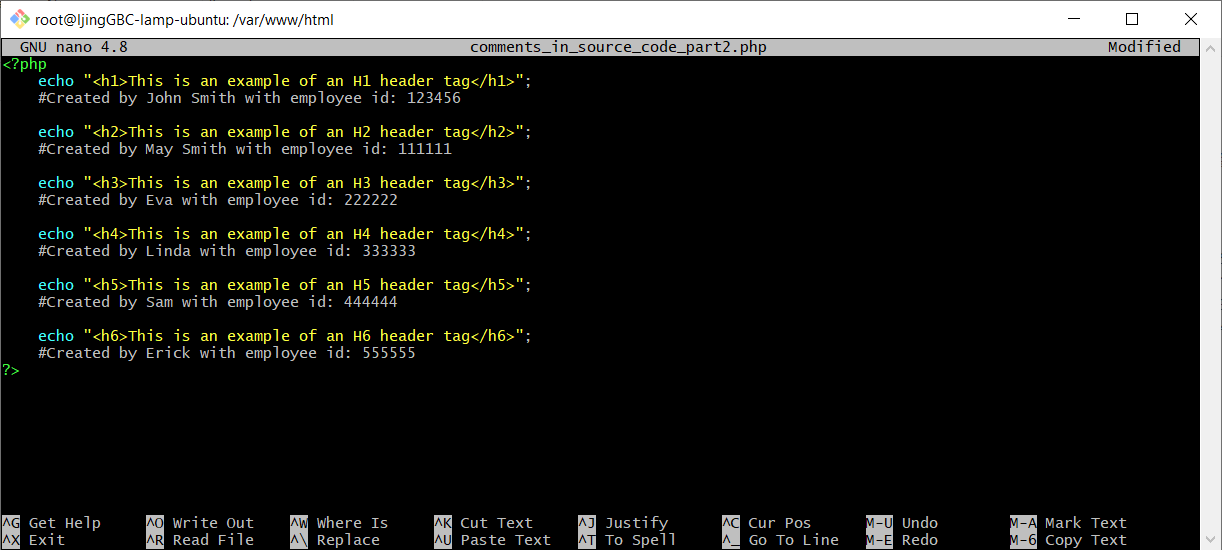 root@ljingGBC-lamp-ubuntu: /var/www/html
GNU nano 4.8 comments_in_source_code_part2.php Modified
<?php
    echo "<h1>This is an example of an H1 header tag</h1>";
    #Created by John Smith with employee id: 123456
    echo "<h2>This is an example of an H2 header tag</h2>";
    #Created by May Smith with employee id: 111111
    echo "<h3>This is an example of an H3 header tag</h3>";
    #Created by Eva with employee id: 222222
    echo "<h4>This is an example of an H4 header tag</h4>";
    #Created by Linda with employee id: 333333
    echo "<h5>This is an example of an H5 header tag</h5>";
    #Created by Sam with employee id: 444444
    echo "<h6>This is an example of an H6 header tag</h6>";
    #Created by Erick with employee id: 555555
?>
^G Get Help ^O Write Out ^W Where Is ^K Cut Text ^J Justify ^C Cur Pos M-U Undo M-A Mark Text
^X Exit ^R Read File ^\ Replace ^U Paste Text ^T To Spell ^_ Go To Line M-E Redo M-6 Copy Text